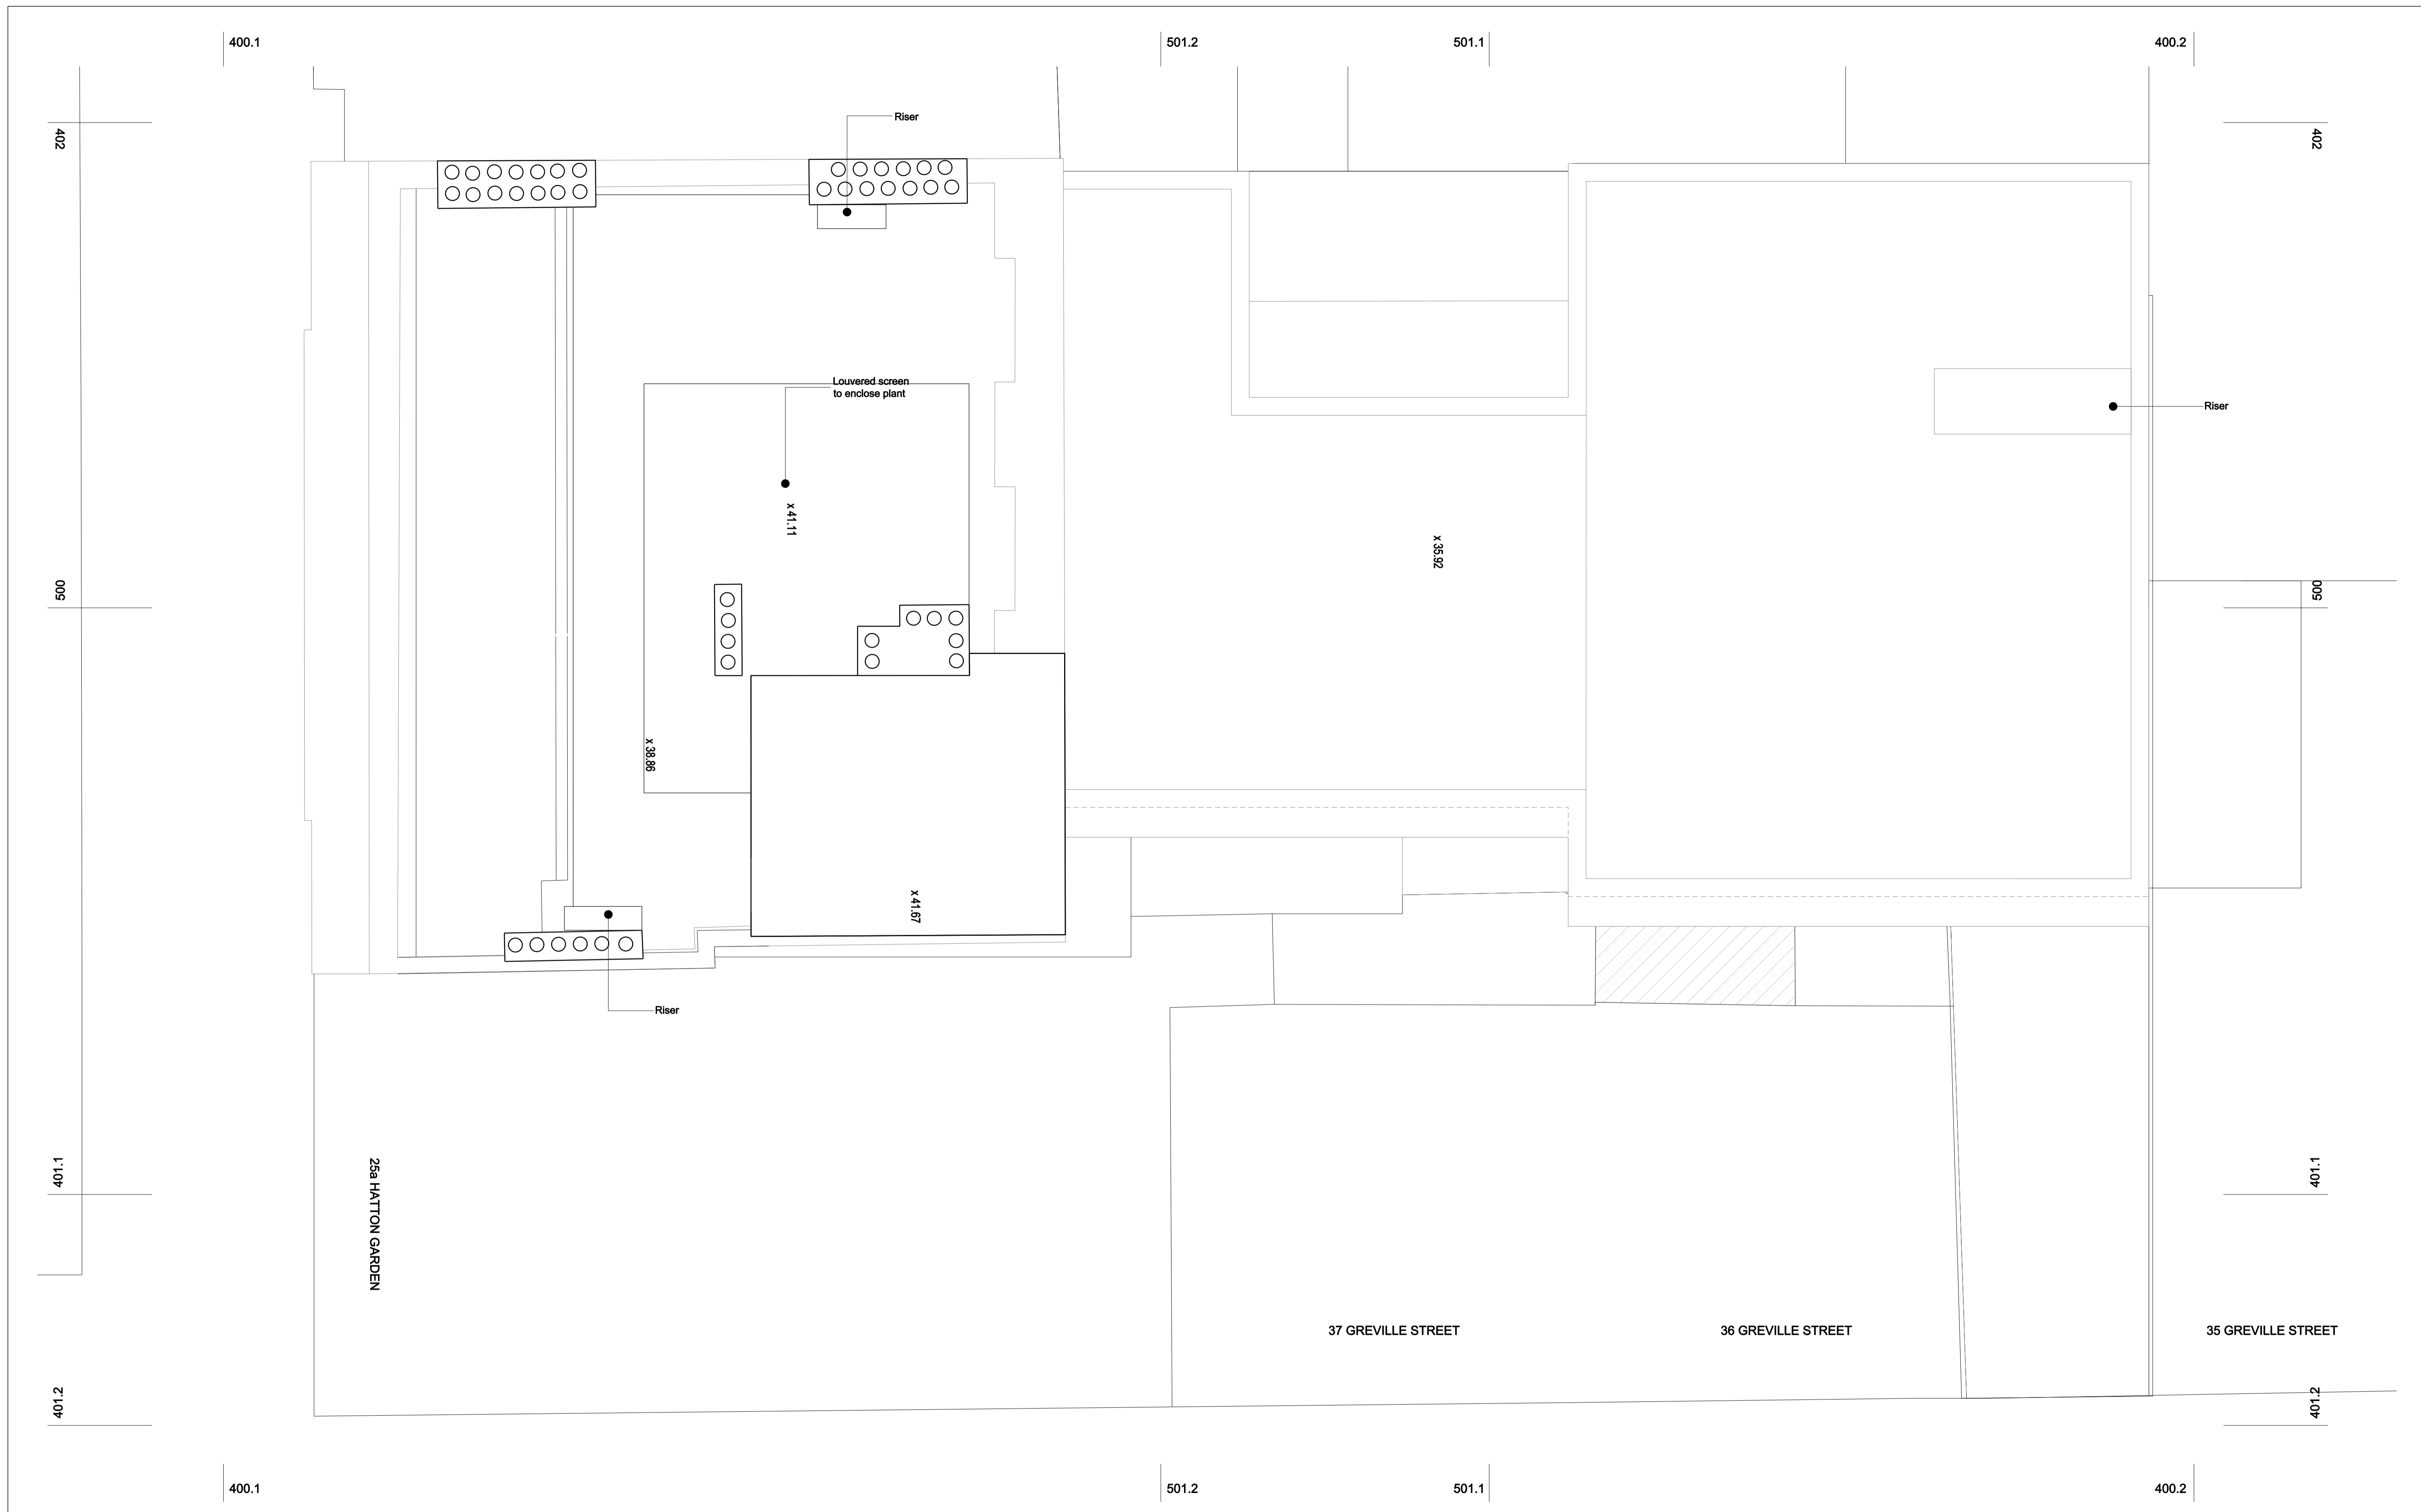 400.1
501.2
501.1
400.2
402
402
Riser
Louvered screen
to enclose plant
Riser
x 41.11
x 35.92
500
500
x 38.86
x 41.67
Riser
401.1
401.1
25a HATTON GARDEN
37 GREVILLE STREET
36 GREVILLE STREET
35 GREVILLE STREET
401.2
401.2
400.1
501.2
501.1
400.2